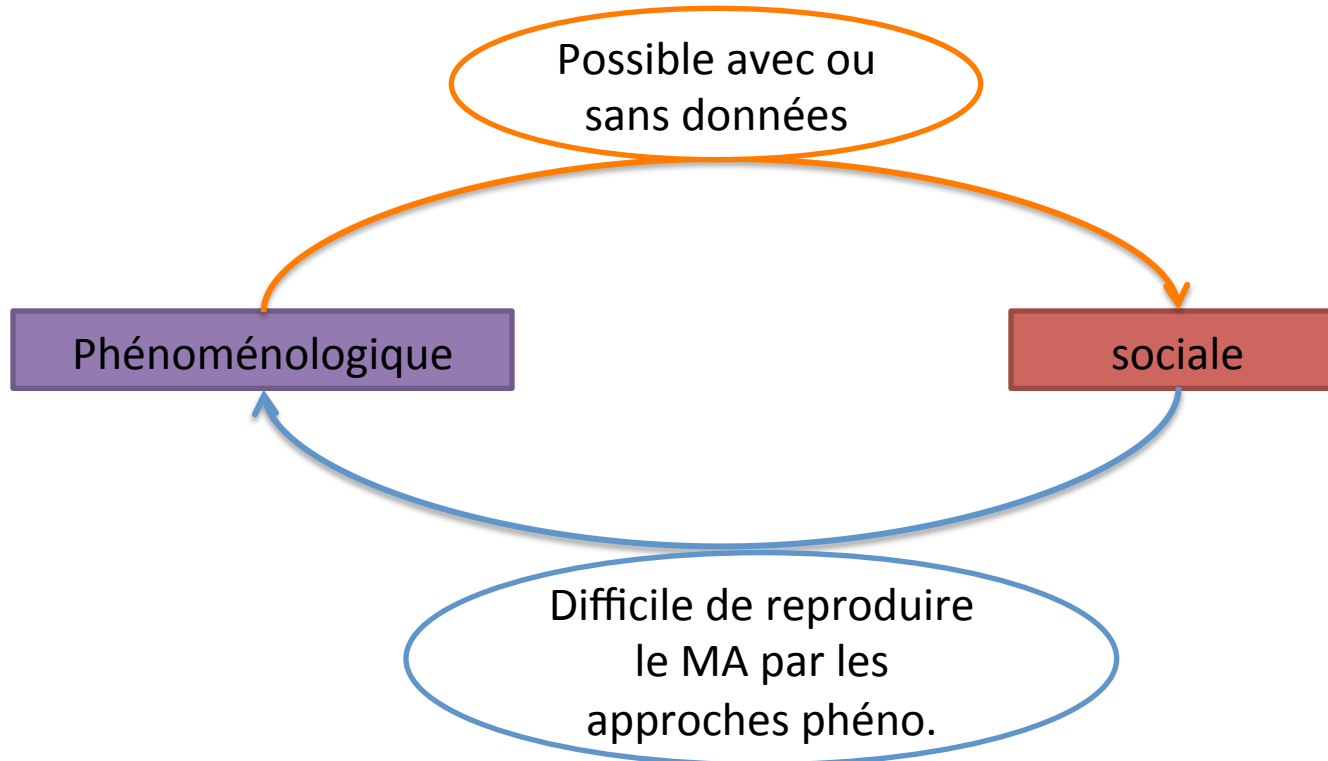 Possible avec ou
sans données
Phénoménologique
sociale
Difficile de reproduire
le MA par les
approches phéno.